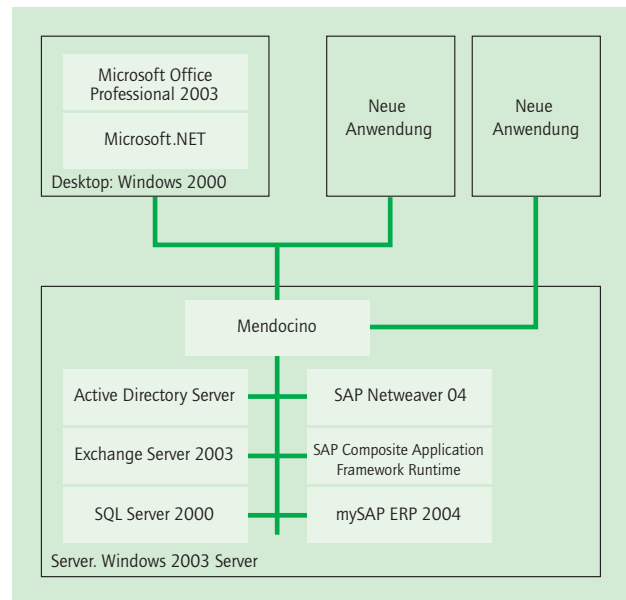 Microsoft Office
Professional 2003
Microsoft.NET
Desktop: Windows 2000
Neue
Anwendung
Neue
Anwendung
Mendocino
Active Directory Server
SAP Netweaver 04
Exchange Server 2003
SAP Composite Application
Framework Runtime
SQL Server 2000
mySAP ERP 2004
Server. Windows 2003 Server